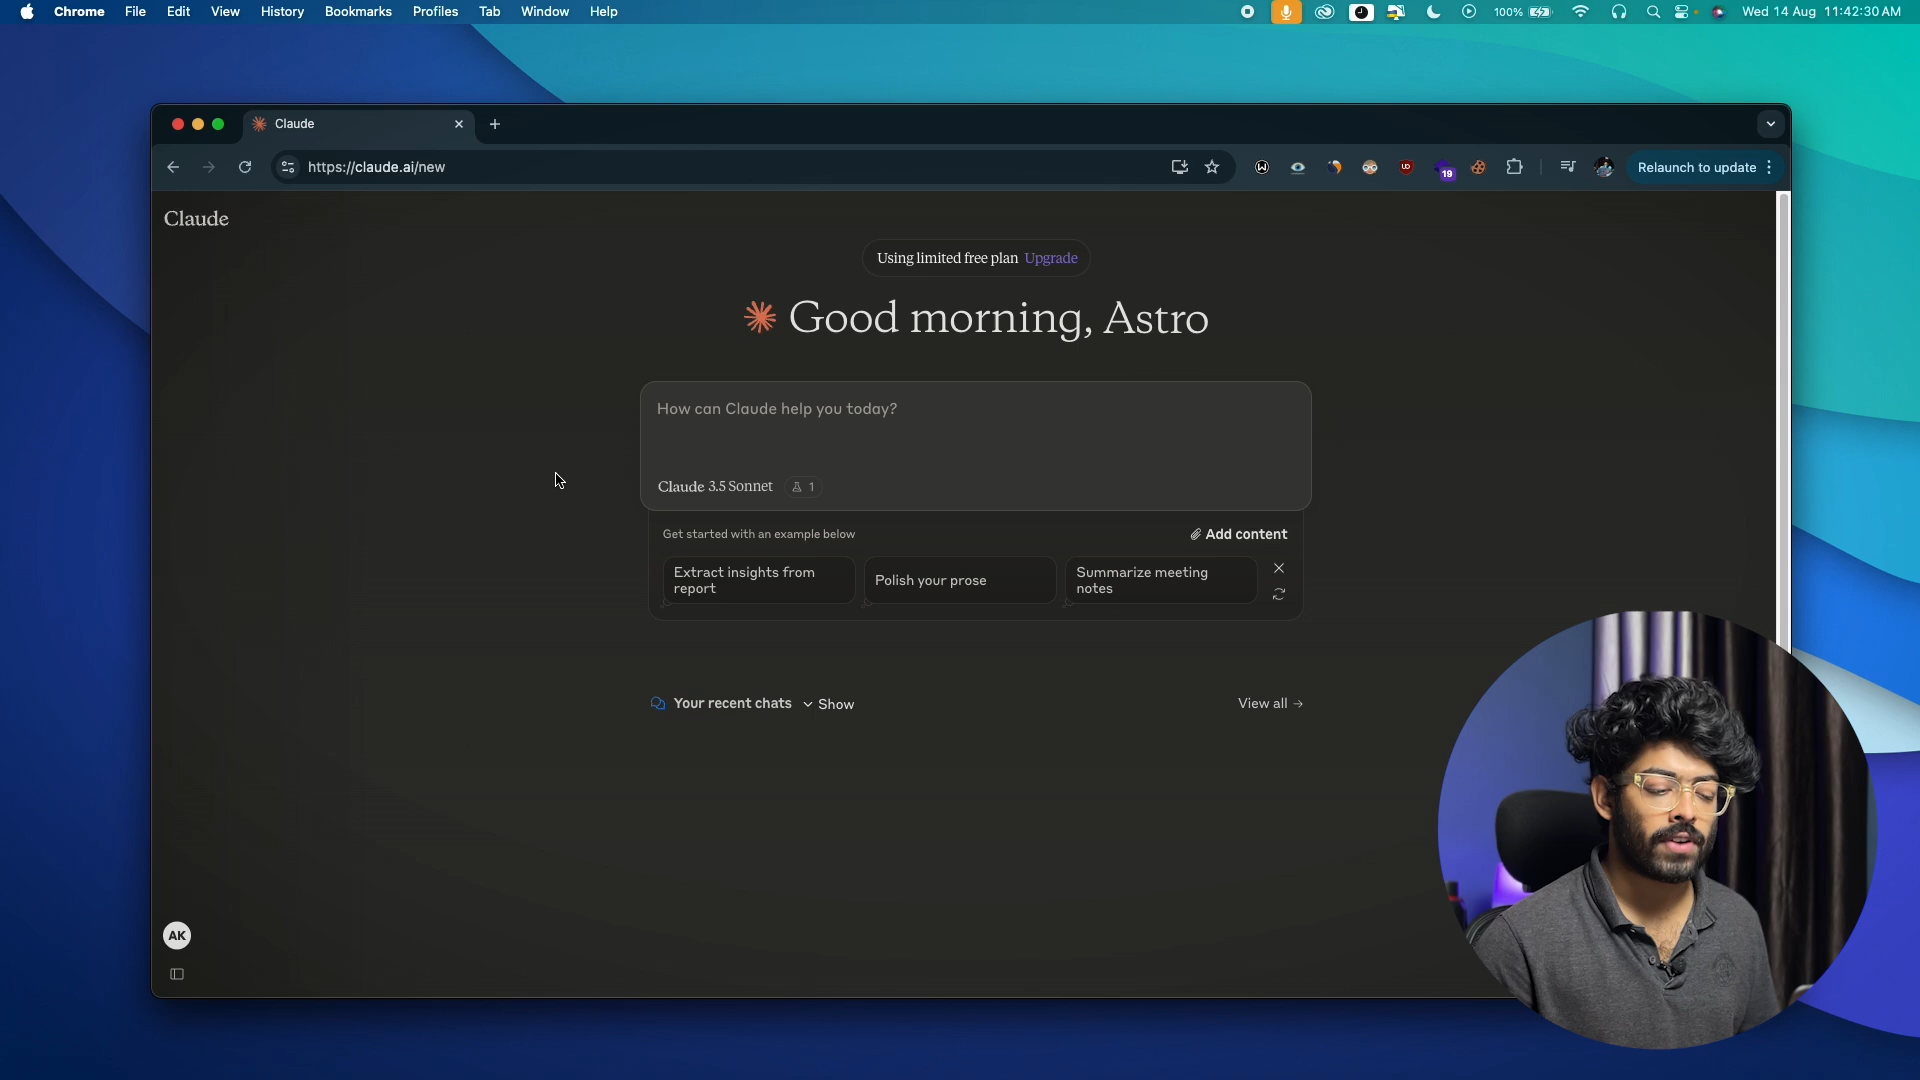 Chrome File Edit View History Bookmarks Profiles Tab Window Help 100% Wed 14 Aug 11:42:30 AM
Claude
https://claude.ai/new 19 Relaunch to update
Claude
Using limited free plan Upgrade
Good morning, Astro
How can Claude help you today?
Claude 3.5 Sonnet 1
Get started with an example below Add content
Extract insights from
report
Polish your prose
Summarize meeting
notes
Your recent chats Show View all
AK